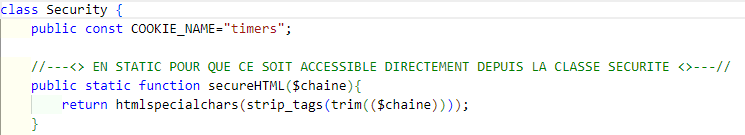 class Security {
public const COOKIE_NAME="timers";
//---<> EN STATIC POUR QUE CE SOIT ACCESSIBLE DIRECTEMENT DEPUIS LA CLASSE SECURITE <>---//
public static function secureHTML($chaine){
return htmlspecialchars(strip_tags(trim(($chaine))));
}